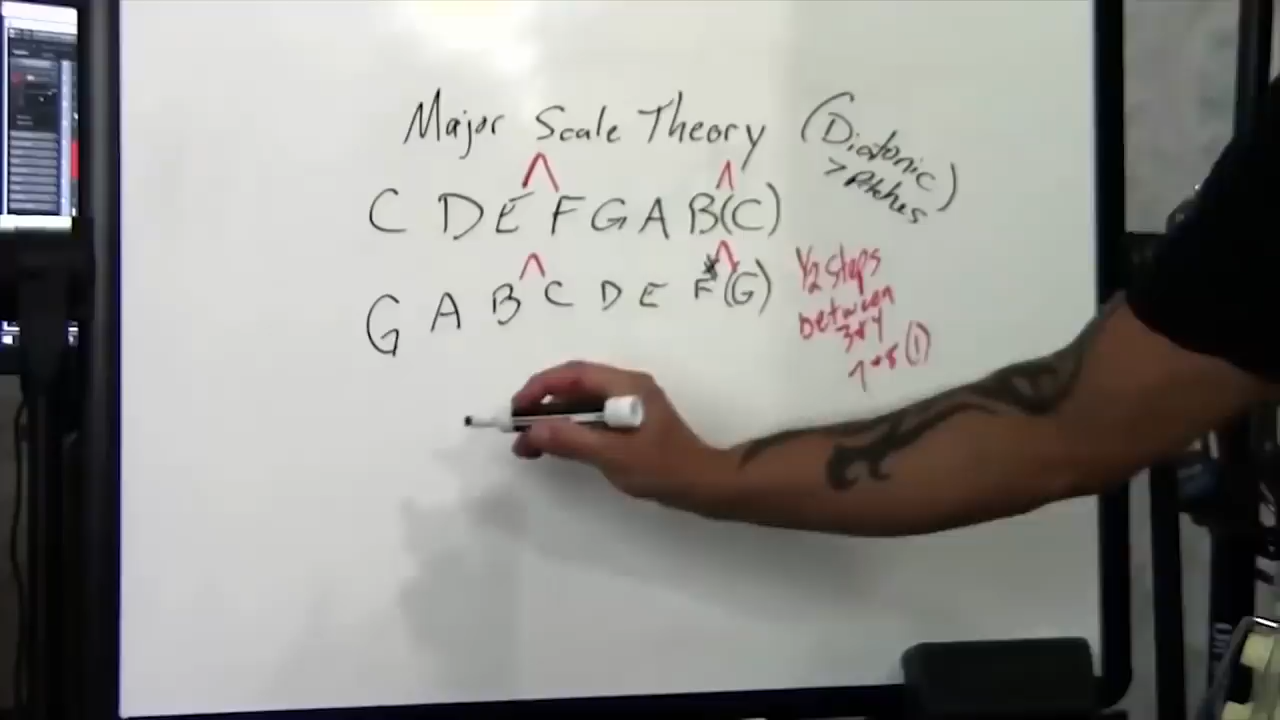 Major Scale Theory (Diatonic)
7 Pitches
C D E F G A B (C)
G A B C D E F# (G)
1/2 steps
between
3&4
7&8 (1)